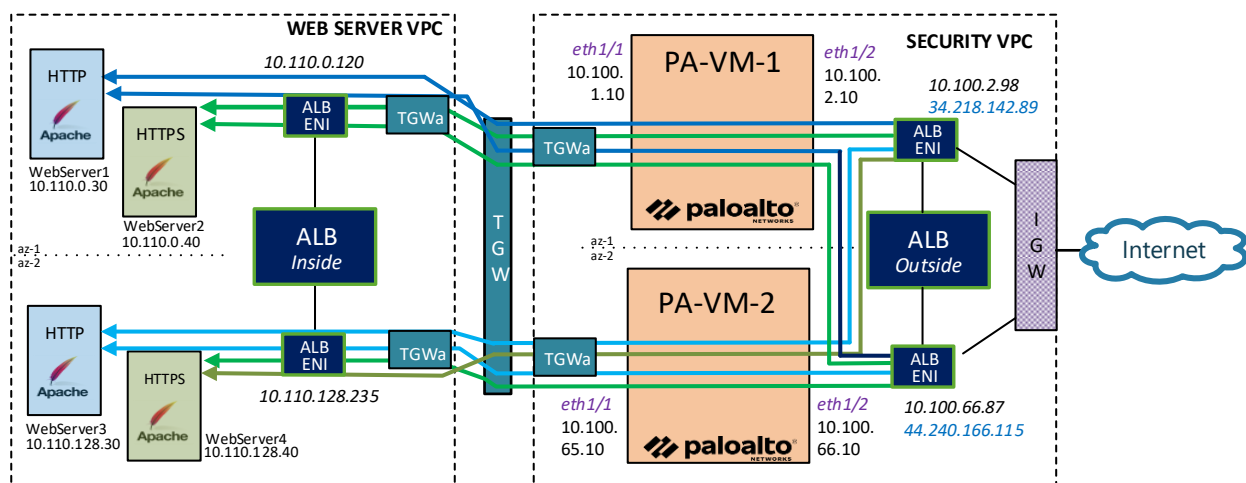 WEB SERVER VPC
HTTP
Apache
WebServer1
10.110.0.30
HTTPS
Apache
WebServer2
10.110.0.40
10.110.0.120
ALB
ENI
TGWa
az-1
az-2
ALB
Inside
HTTP
Apache
WebServer3
10.110.128.30
HTTPS
Apache
WebServer4
10.110.128.40
ALB
ENI
10.110.128.235
TGWa
T
G
W
SECURITY VPC
TGWa
eth1/1
10.100.
1.10
PA-VM-1
paloalto
NETWORKS
eth1/2
10.100.
2.10
10.100.2.98
34.218.142.89
ALB
ENI
az-1
az-2
ALB
Outside
I
G
W
Internet
TGWa
eth1/1
10.100.
65.10
PA-VM-2
paloalto
NETWORKS
eth1/2
10.100.
66.10
ALB
ENI
10.100.66.87
44.240.166.115